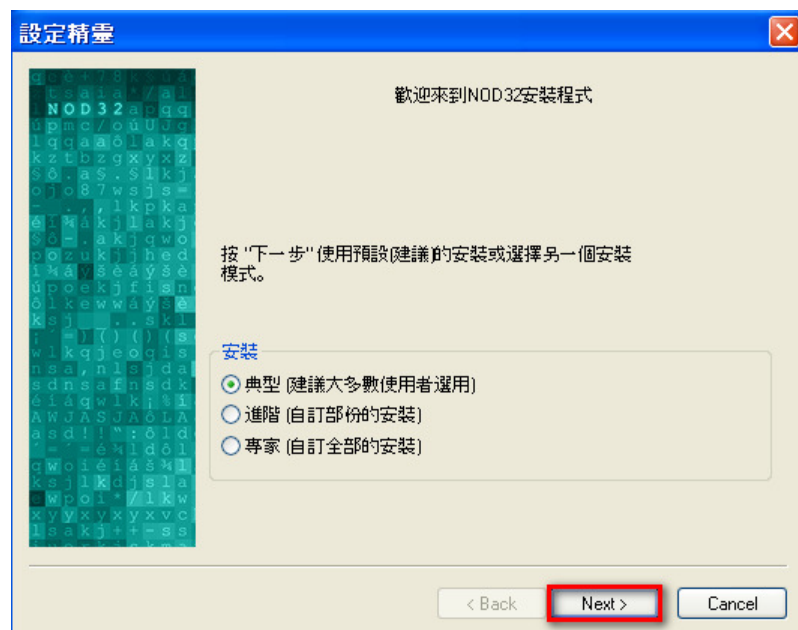 設定精靈
NOD32
歡迎來到NOD32安裝程式
按 "下一步" 使用預設(建議)的安裝或選擇另一個安裝
模式。
安裝
典型 (建議大多數使用者選用)
進階 (自訂部份的安裝)
專家 (自訂全部的安裝)
< Back
Next >
Cancel